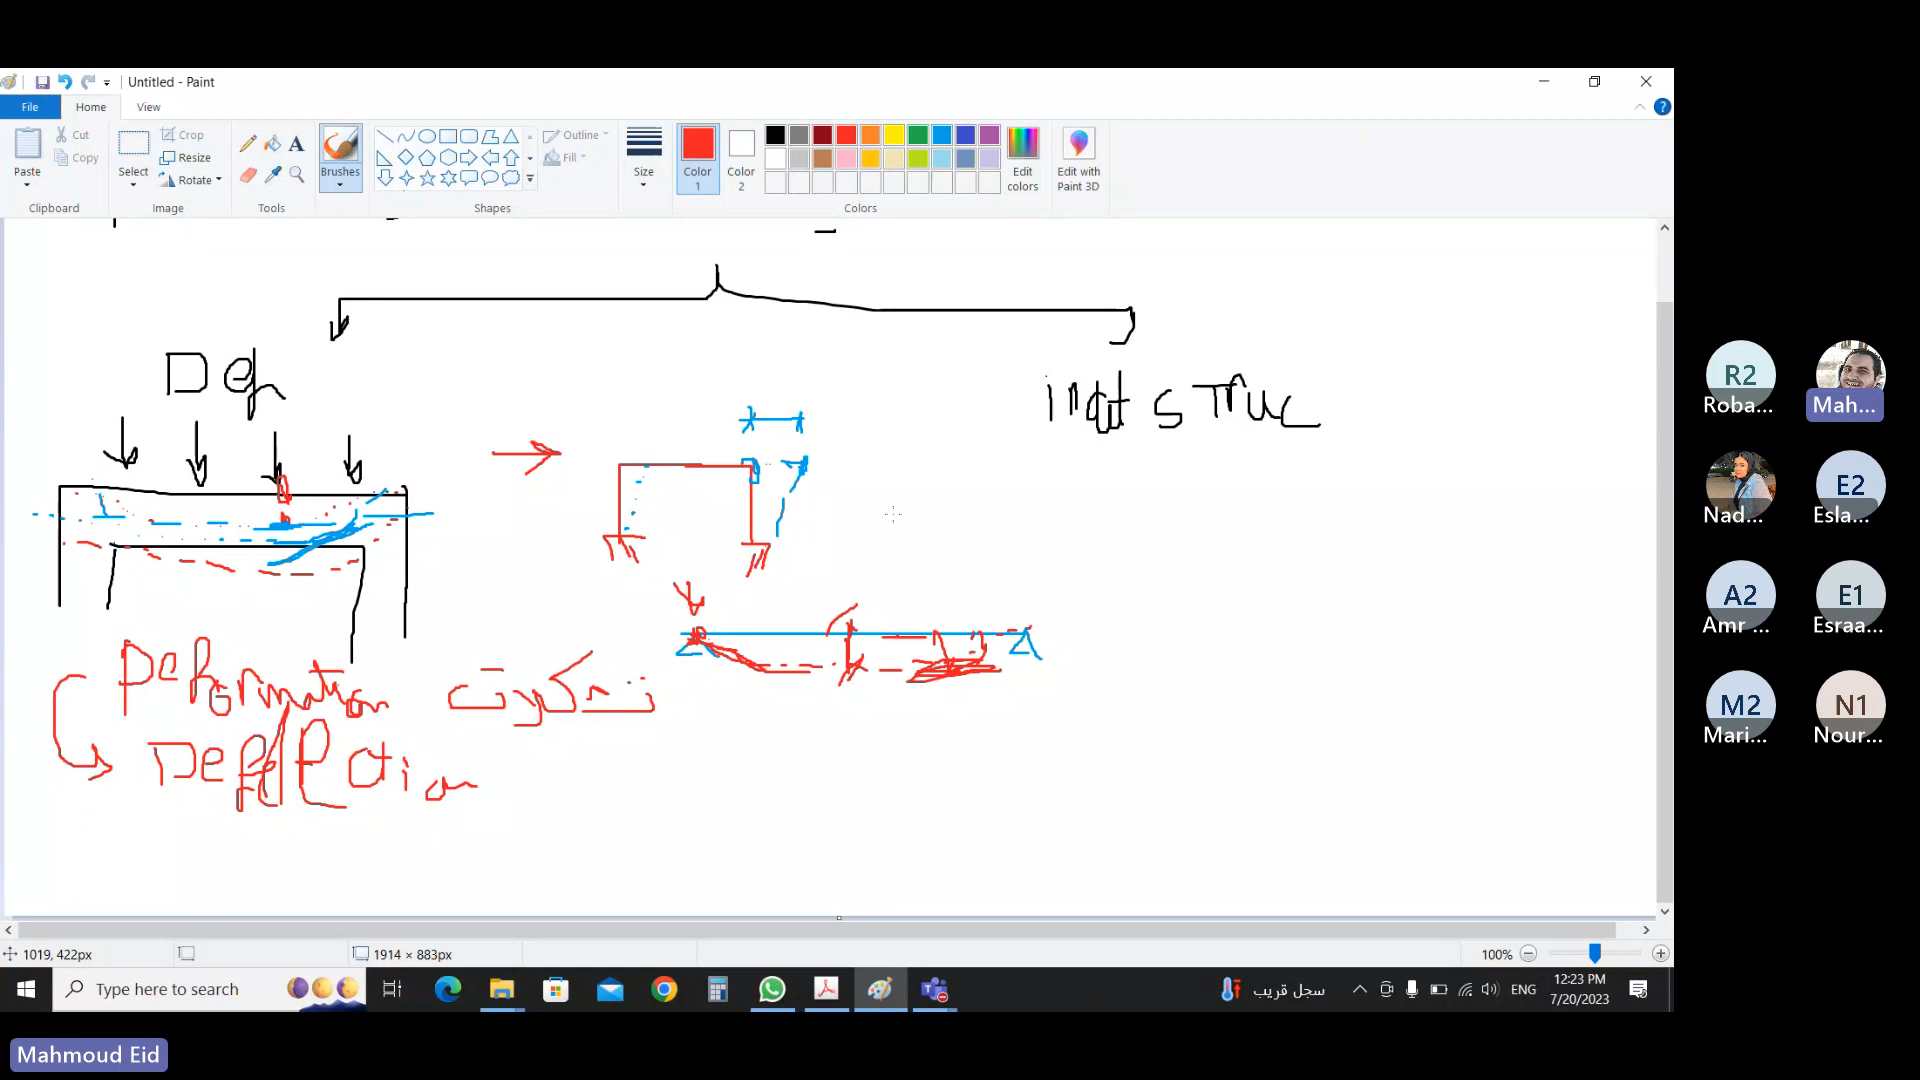 Untitled - Paint
File Home View
Paste
Cut
Copy
Clipboard
Select
Crop
Resize
Rotate
Image
Tools
Brushes
Shapes
Outline
Fill
Size
Color 1
Color 2
Edit colors
Edit with Paint 3D
Colors
Def
Deformation
Deflection
1019, 422px
1914 × 883px
100%
Type here to search
سجل قريب
ENG
12:23 PM
7/20/2023
R2
Roba...
Mah...
Nad...
E2
Esla...
A2
Amr ...
E1
Esraa...
M2
Mari...
N1
Nour...
Mahmoud Eid